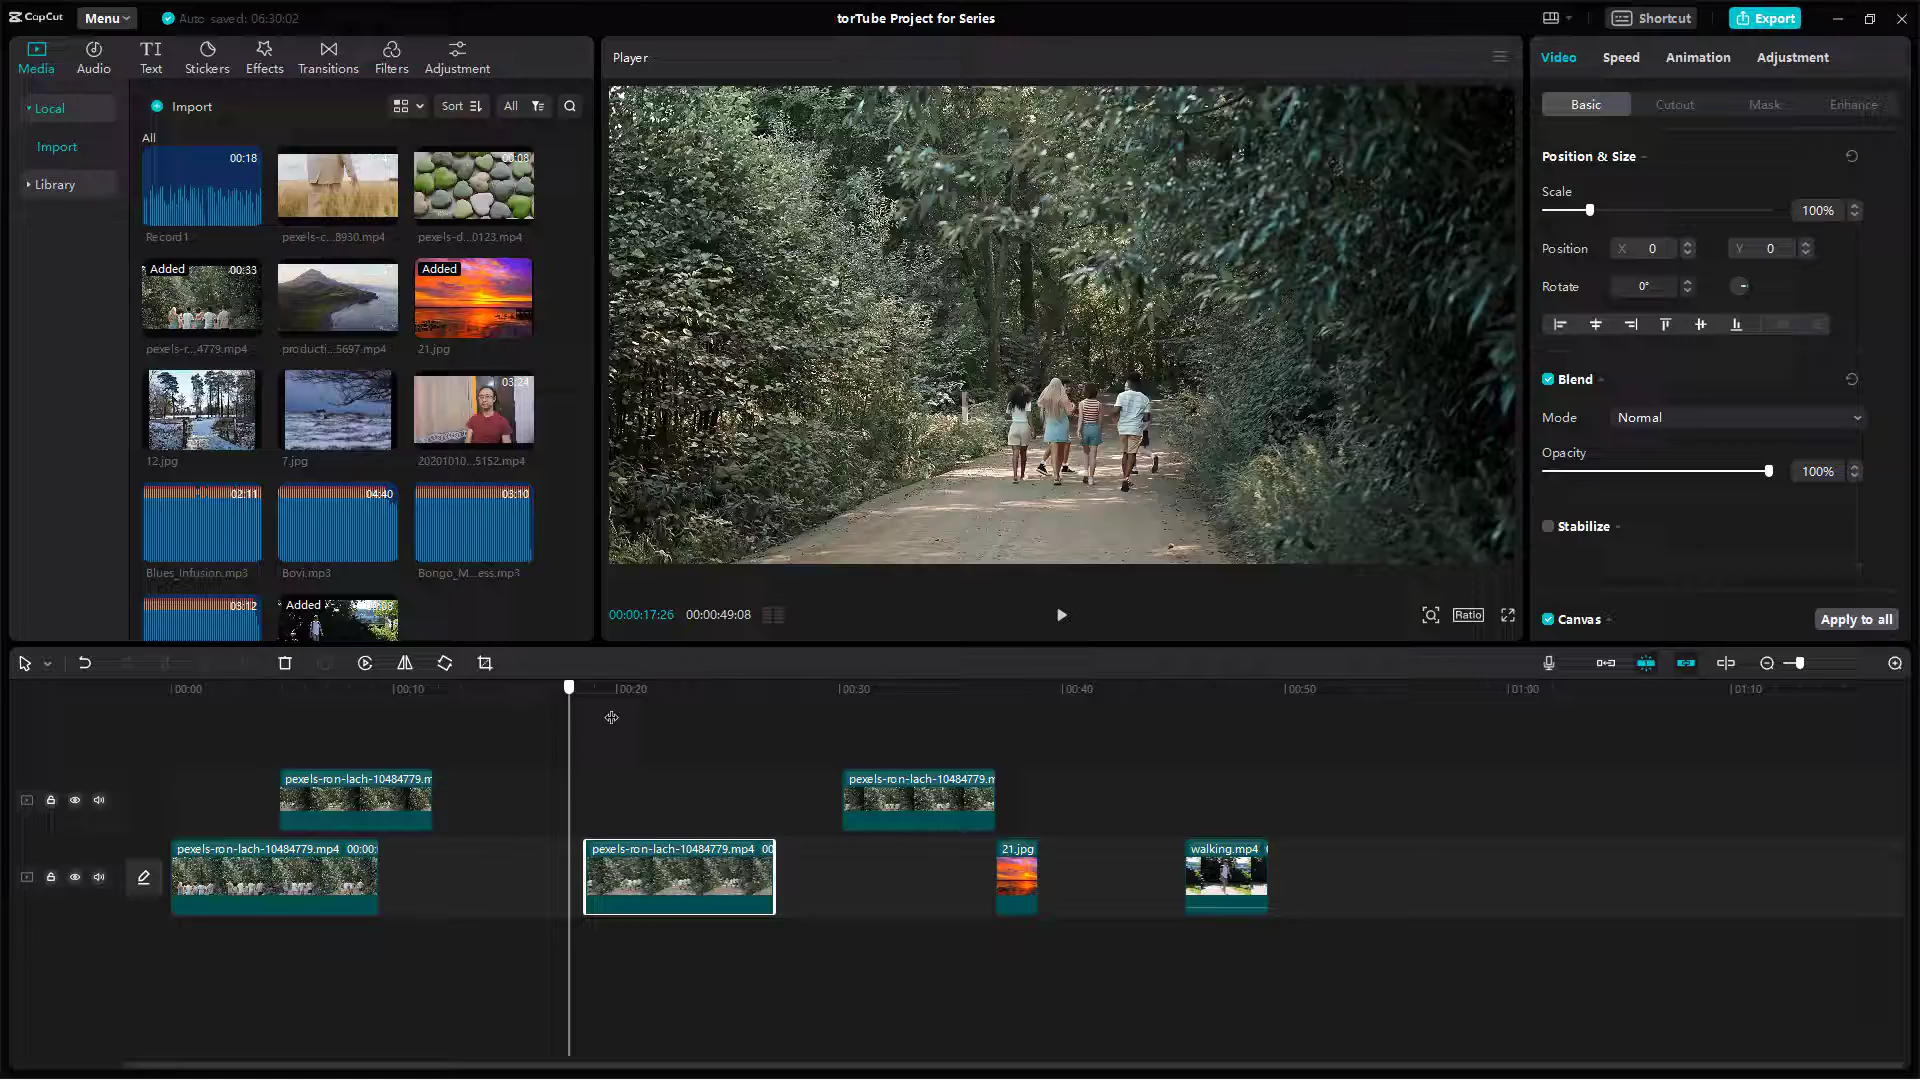 CapCut
Menu
Auto saved: 06:30:02
torTube Project for Series
Shortcut
Export
Media
Audio
TI
Text
Stickers
Effects
Transitions
Filters
Adjustment
Local
Import
Library
Import
Sort
All
All
00:18
00:08
Record1
pexels-c...8930.mp4
pexels-d...0123.mp4
Added
00:33
Added
pexels-r...4779.mp4
producti...5697.mp4
21.jpg
03:24
12.jpg
7.jpg
20201010...5152.mp4
02:11
04:40
03:10
Blues_Infusion.mp3
Bovi.mp3
Bongo_M...ess.mp3
03:12
Added
Player
00:00:17:26
00:00:49:08
Ratio
Video
Speed
Animation
Adjustment
Basic
Cutout
Mask
Enhance
Position & Size
Scale
100%
Position
X
0
Y
0
Rotate
0°
Blend
Mode
Normal
Opacity
100%
Stabilize
Canvas
Apply to all
00:00
00:10
00:20
00:30
00:40
00:50
01:00
01:10
pexels-ron-lach-10484779.m
pexels-ron-lach-10484779.m
pexels-ron-lach-10484779.mp4 00:00:
pexels-ron-lach-10484779.mp4 00
21.jpg
walking.mp4